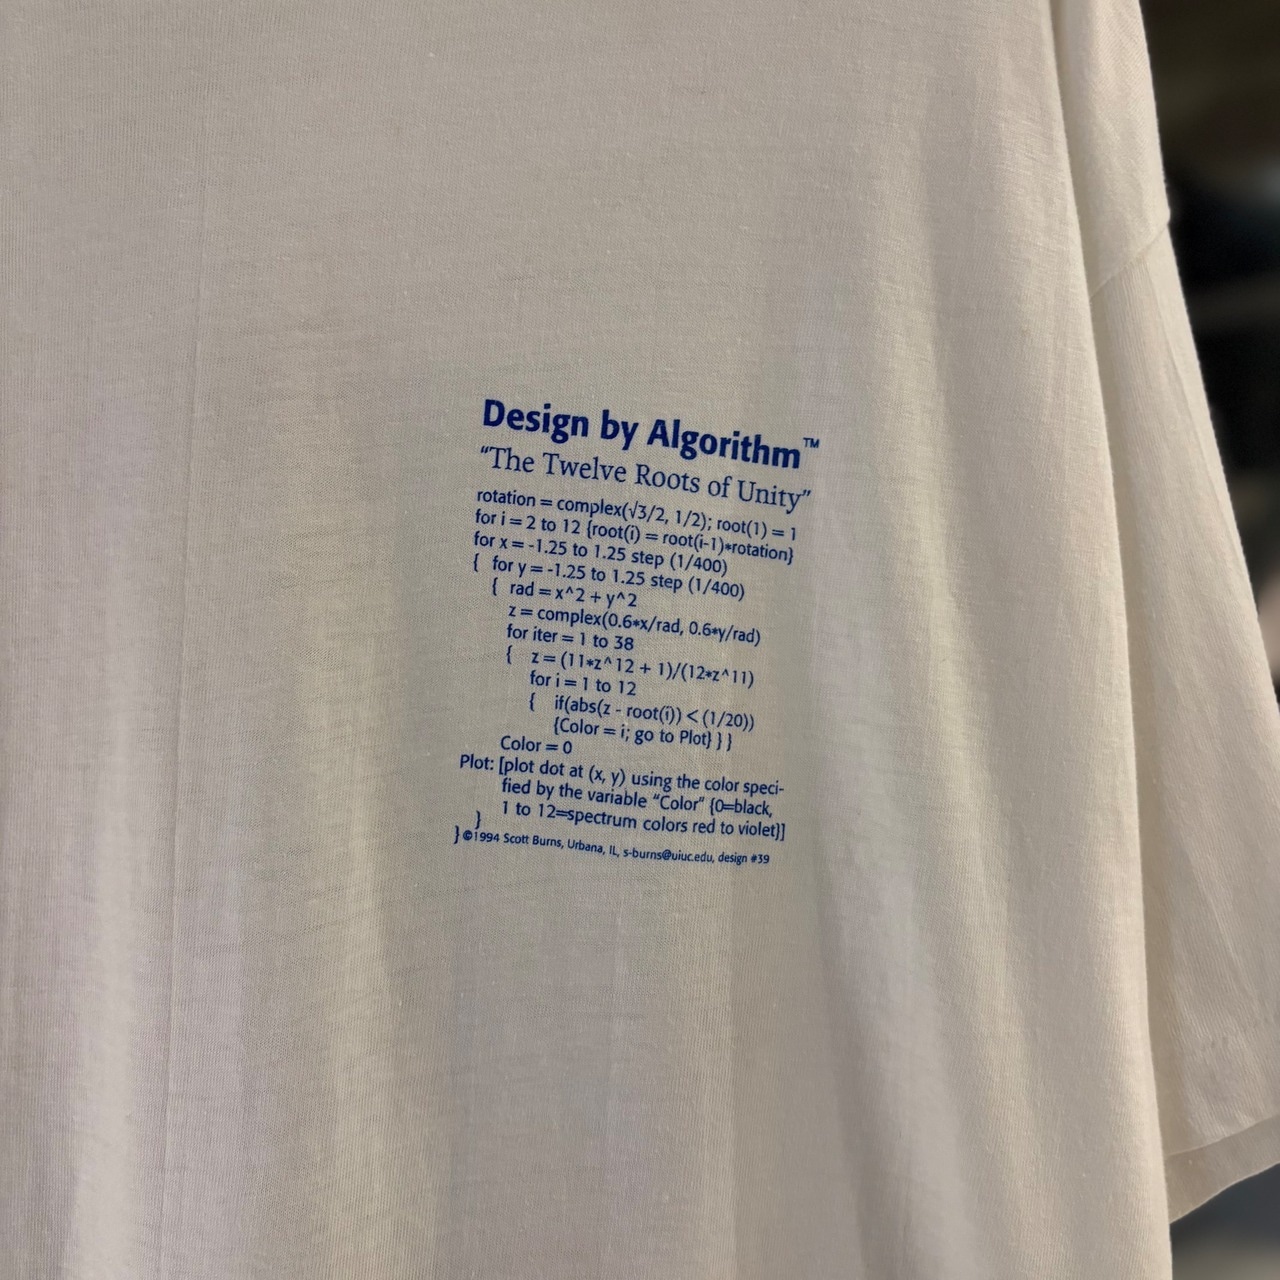 Design by Algorithm™
“The Twelve Roots of Unity”
rotation = complex(√3/2, 1/2); root(1) = 1
for i = 2 to 12 {root(i) = root(i-1)*rotation}
for x = -1.25 to 1.25 step (1/400)
{ for y = -1.25 to 1.25 step (1/400)
{ rad = x^2 + y^2
z = complex(0.6*x/rad, 0.6*y/rad)
for iter = 1 to 38
{ z = (11*z^12 + 1)/(12*z^11)
for i = 1 to 12
{ if(abs(z - root(i)) < (1/20))
{Color = i; go to Plot} } }
Color = 0
Plot: [plot dot at (x, y) using the color speci-
fied by the variable “Color” {0=black,
1 to 12=spectrum colors red to violet}]
}
} ©1994 Scott Burns, Urbana, IL, s-burns@uiuc.edu, design #39